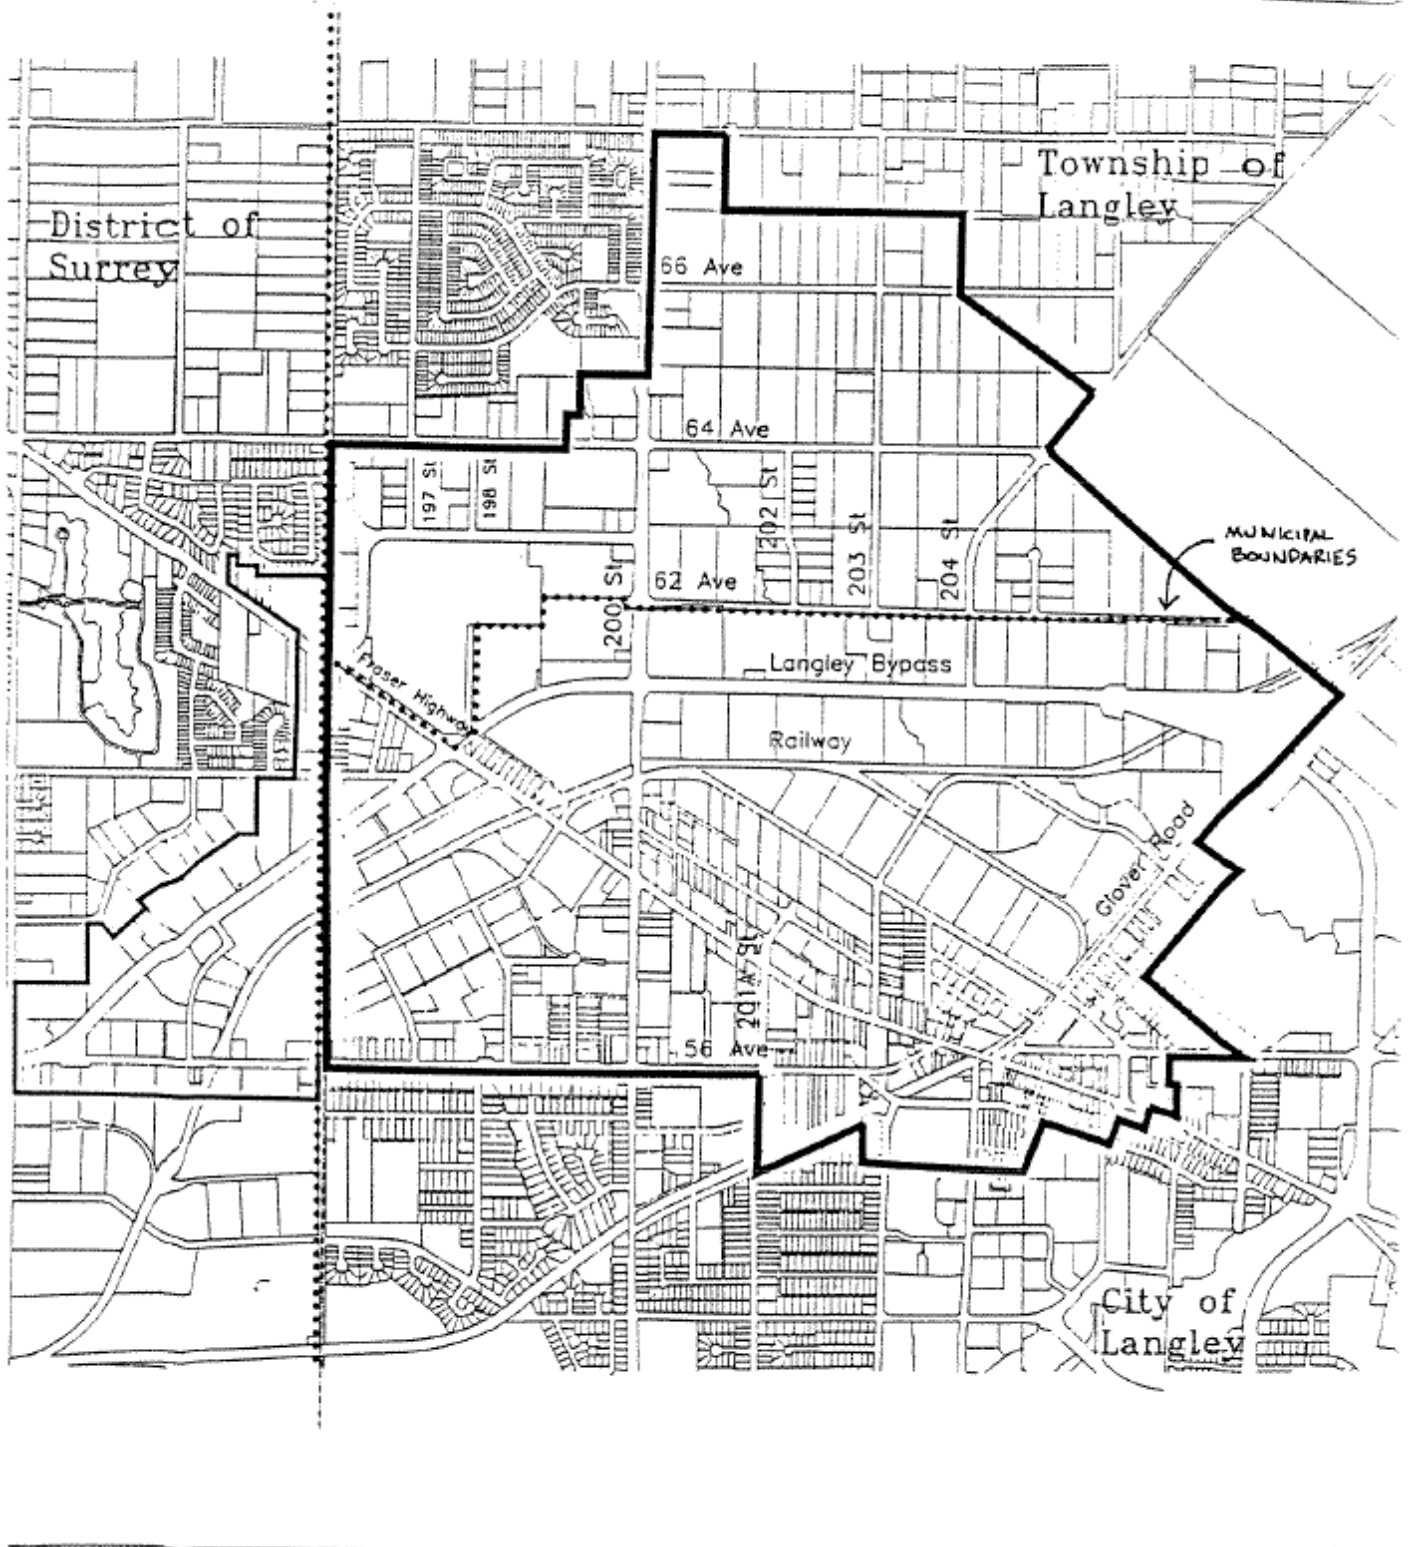 Township of
Langley
District of
Surrey
66 Ave
64 Ave
197 St
198 St
202 St
203 St
204 St
MUNICIPAL
BOUNDARIES
62 Ave
200 St
Langley Bypass
Fraser Highway
Railway
Glover Road
201A St
56 Ave
City of
Langley